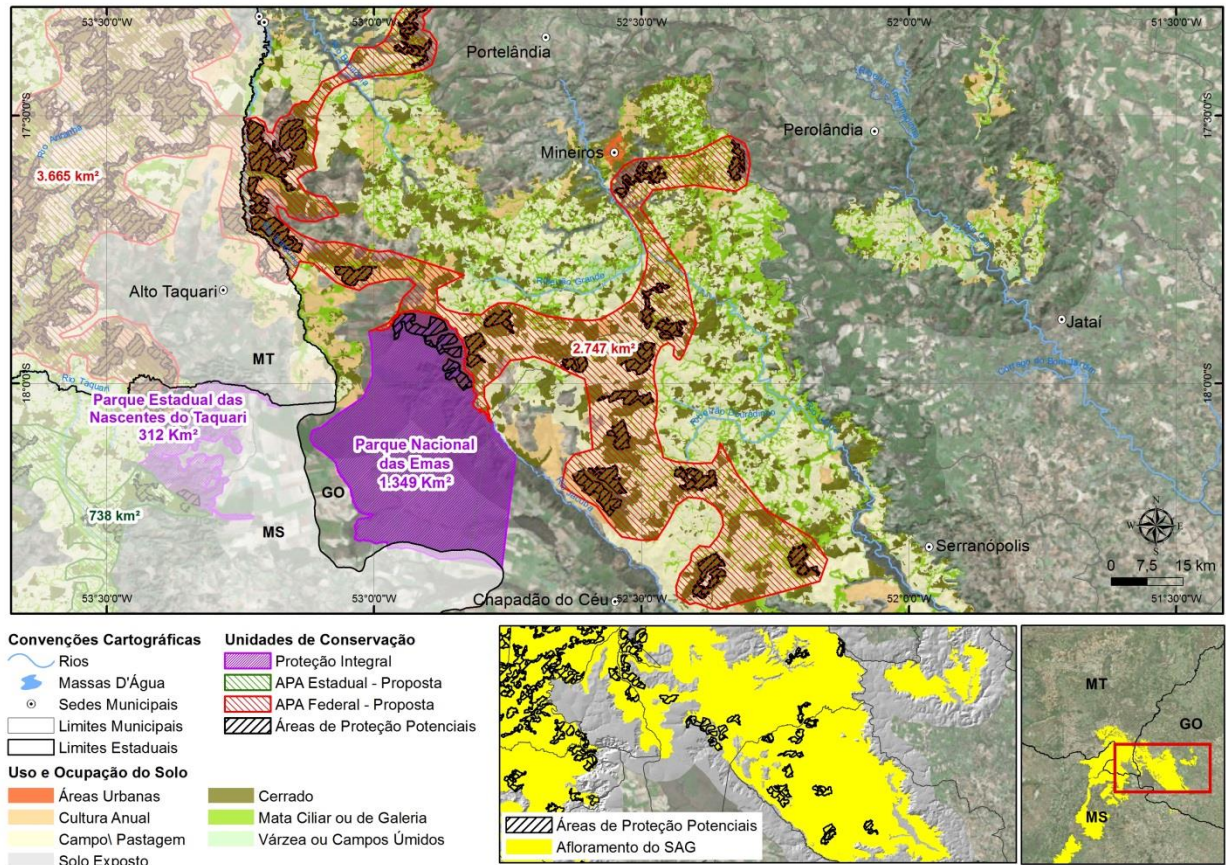 53°30'0"W
53°0'0"W
52°30'0"W
52°0'0"W
51°30'0"W
17°30'0"S
17°30'0"S
Portelândia
Perolândia
Mineiros
3.665 km²
Alto Taquari
Jataí
2.747 km²
MT
18°0'0"S
18°0'0"S
Rio Taquari
Parque Estadual das
Nascentes do Taquari
312 Km²
Parque Nacional
das Emas
1.349 Km²
GO
738 km²
MS
Serranópolis
N
W
E
S
0 7,5 15 km
Chapadão do Céu
53°30'0"W
53°0'0"W
52°30'0"W
52°0'0"W
51°30'0"W
Convenções Cartográficas
Rios
Massas D'Água
Sedes Municipais
Limites Municipais
Limites Estaduais
Unidades de Conservação
Proteção Integral
APA Estadual - Proposta
APA Federal - Proposta
Áreas de Proteção Potenciais
Uso e Ocupação do Solo
Áreas Urbanas
Cultura Anual
Campo\ Pastagem
Solo Exposto
Cerrado
Mata Ciliar ou de Galeria
Várzea ou Campos Úmidos
Áreas de Proteção Potenciais
Afloramento do SAG
MT
GO
MS